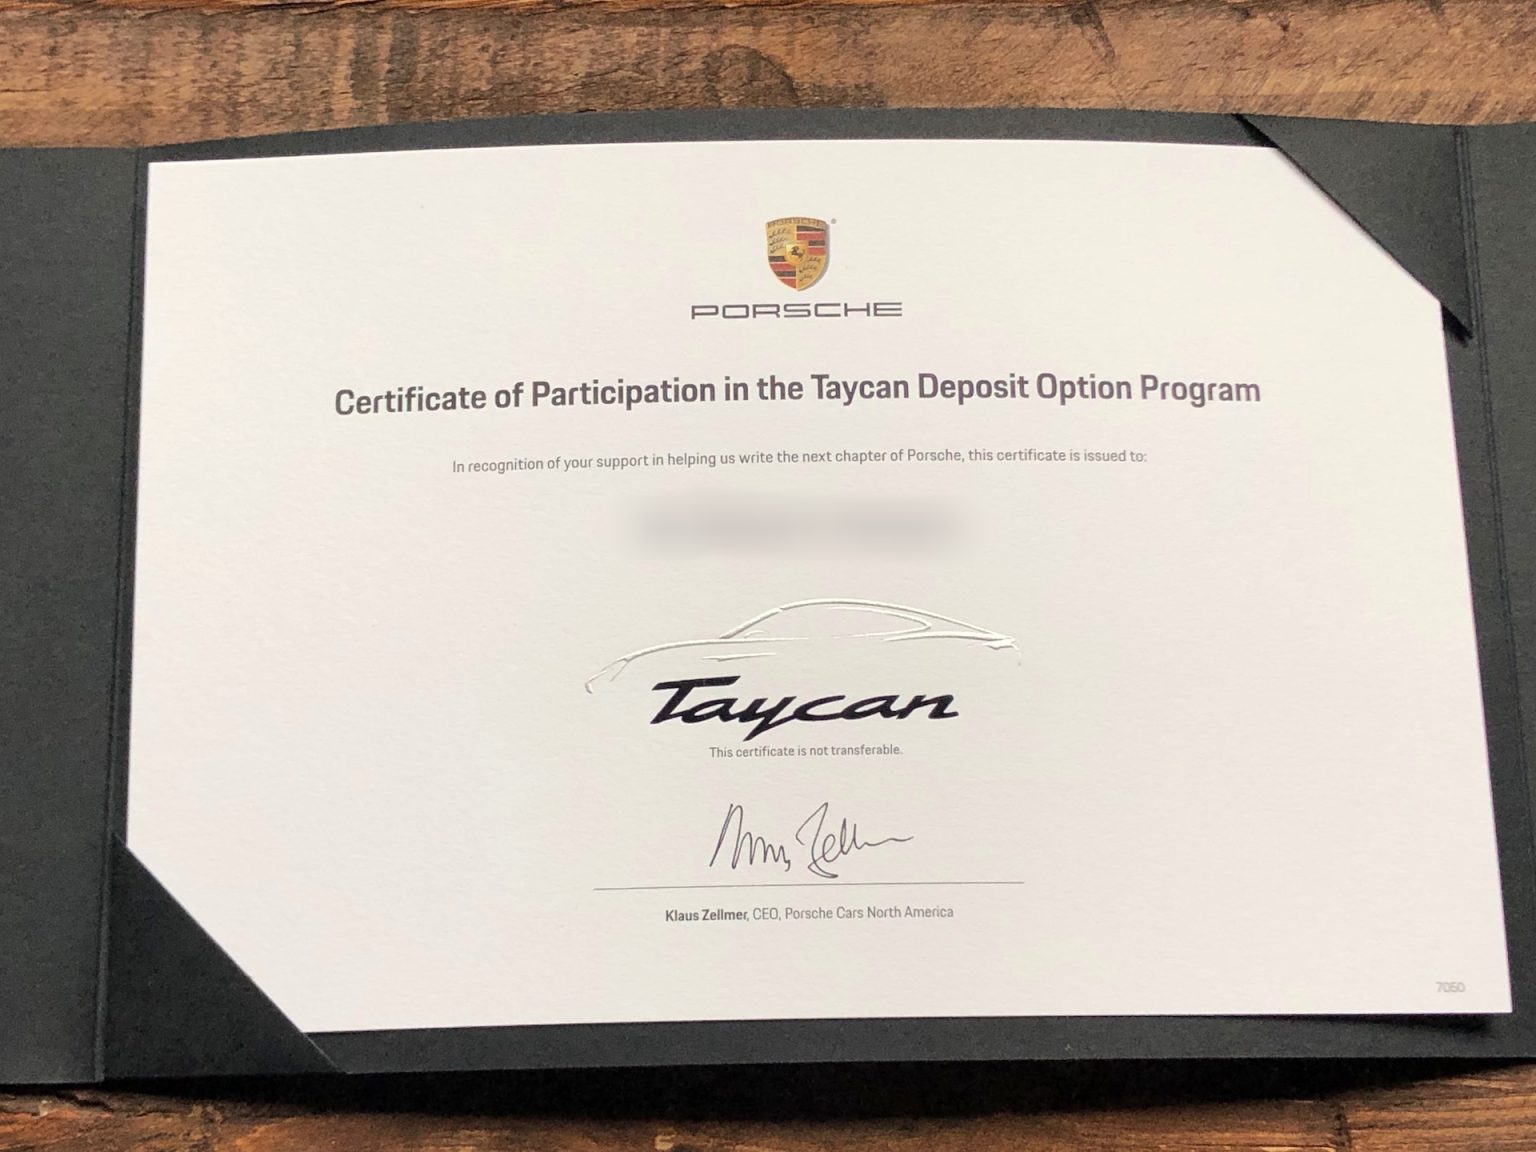 PORSCHE
Certificate of Participation in the Taycan Deposit Option Program
In recognition of your support in helping us write the next chapter of Porsche, this certificate is issued to:
Taycan
This certificate is not transferable.
Klaus Zellmer, CEO, Porsche Cars North America
7050